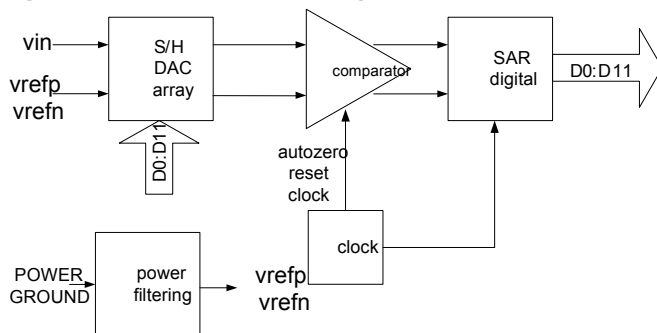 vin
vrefp
vrefn
S/H
DAC
array
D0:D11
comparator
autozero
reset
clock
SAR
digital
D0:D11
clock
POWER
GROUND
power
filtering
vrefp
vrefn